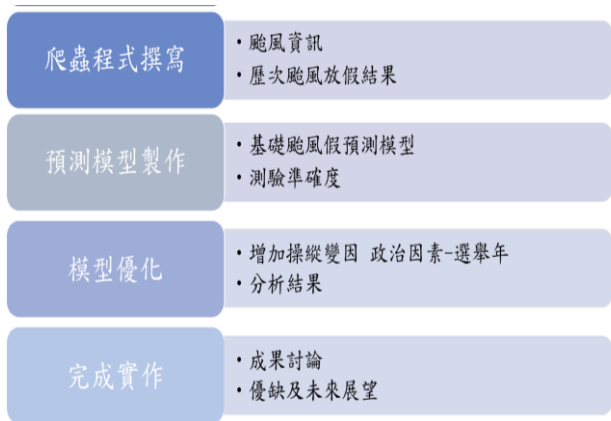 爬蟲程式撰寫
・颱風資訊
・歷次颱風放假結果
預測模型製作
・基礎颱風假預測模型
・測驗準確度
模型優化
・增加操縱變因 政治因素-選舉年
・分析結果
完成實作
・成果討論
・優缺及未來展望